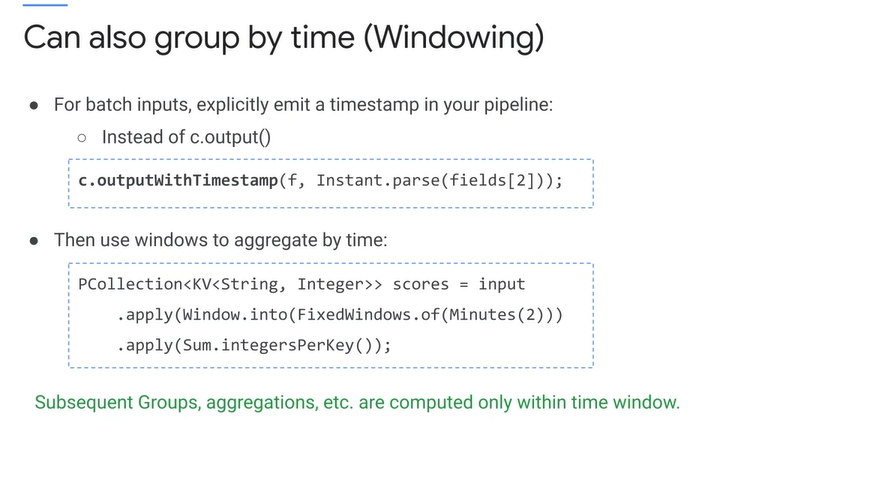 Can also group by time (Windowing)
● For batch inputs, explicitly emit a timestamp in your pipeline:
○ Instead of c.output()
c.outputWithTimestamp(f, Instant.parse(fields[2]));
● Then use windows to aggregate by time:
PCollection<KV<String, Integer>> scores = input
.apply(Window.into(FixedWindows.of(Minutes(2)))
.apply(Sum.integersPerKey());
Subsequent Groups, aggregations, etc. are computed only within time window.